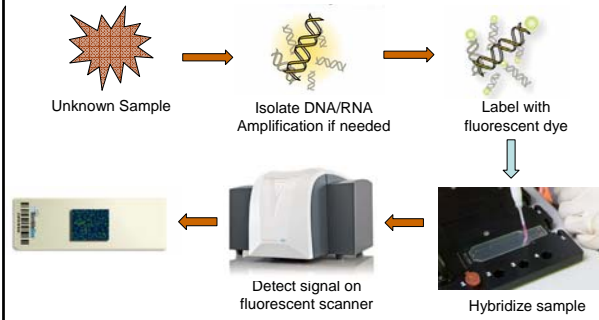 Unknown Sample
Isolate DNA/RNA
Amplification if needed
Label with
fluorescent dye
Detect signal on
fluorescent scanner
Hybridize sample